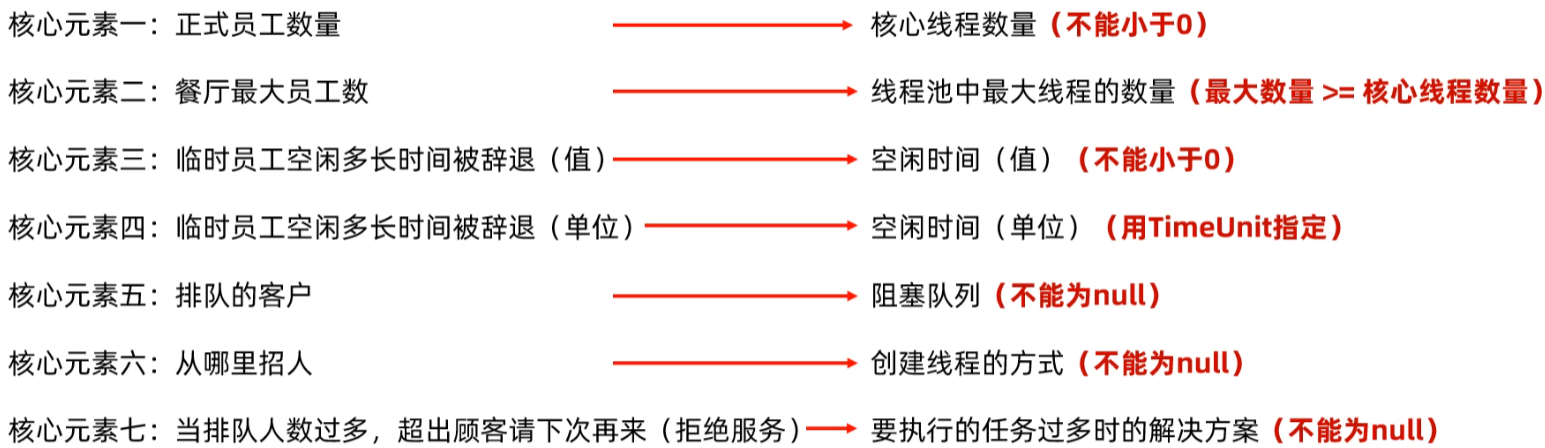 核心元素一：正式员工数量 核心线程数量（不能小于0）
核心元素二：餐厅最大员工数 线程池中最大线程的数量（最大数量 >= 核心线程数量）
核心元素三：临时员工空闲多长时间被辞退（值） 空闲时间（值）（不能小于0）
核心元素四：临时员工空闲多长时间被辞退（单位） 空闲时间（单位）（用TimeUnit指定）
核心元素五：排队的客户 阻塞队列（不能为null）
核心元素六：从哪里招人 创建线程的方式（不能为null）
核心元素七：当排队人数过多，超出顾客请下次再来（拒绝服务） 要执行的任务过多时的解决方案（不能为null）